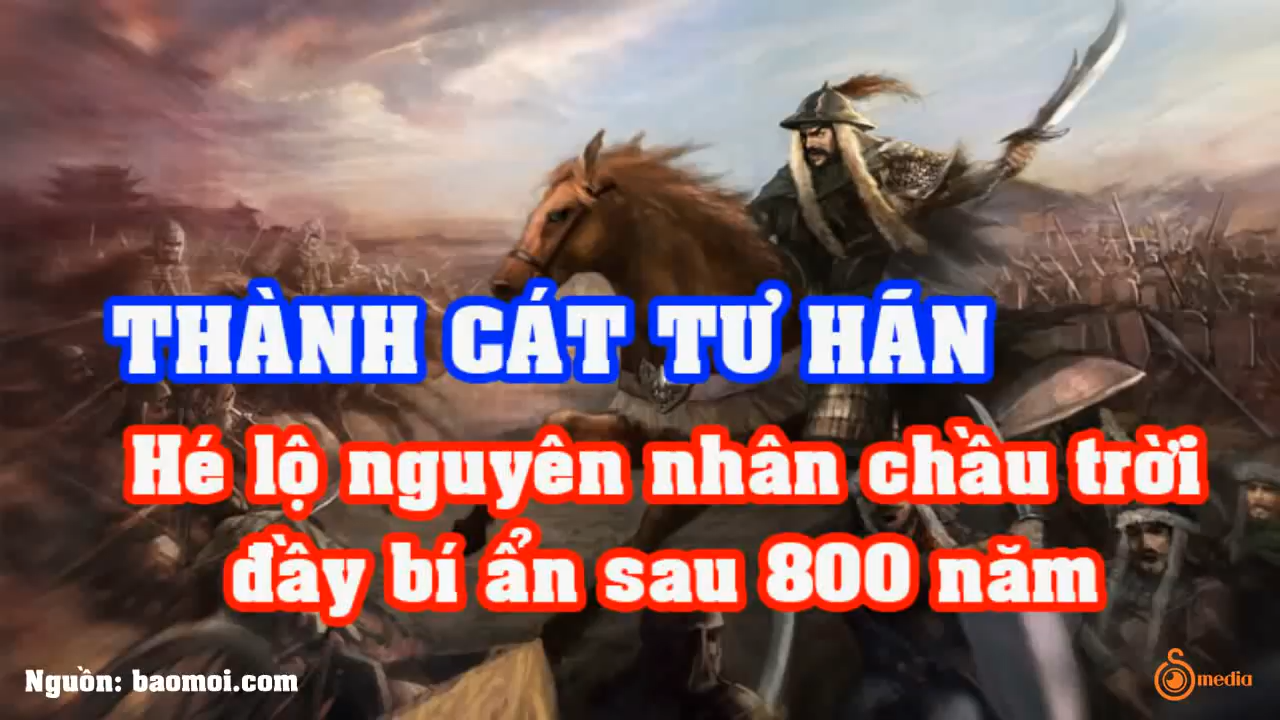 THÀNH CÁT TƯ HÃN
Hé lộ nguyên nhân chầu trời
đầy bí ẩn sau 800 năm
Nguồn: baomoi.com
media